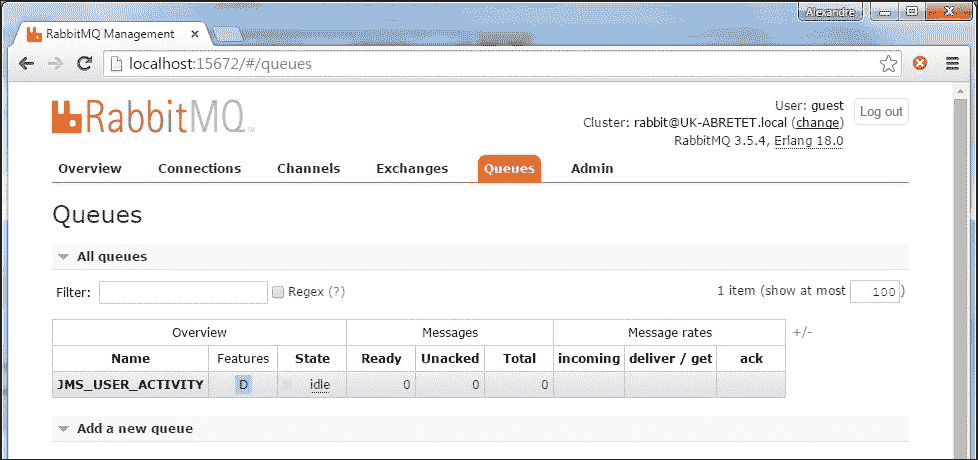 Alexandre
RabbitMQ Management
localhost:15672/#/queues
RabbitMQ™
User: guest
Cluster: rabbit@UK-ABRETET.local (change)
RabbitMQ 3.5.4, Erlang 18.0
Log out
Overview Connections Channels Exchanges Queues Admin
Queues
All queues
Filter: Regex (?) 1 item (show at most 100)
Overview Messages Message rates +/-
Name Features State Ready Unacked Total incoming deliver / get ack
JMS_USER_ACTIVITY D idle 0 0 0
Add a new queue